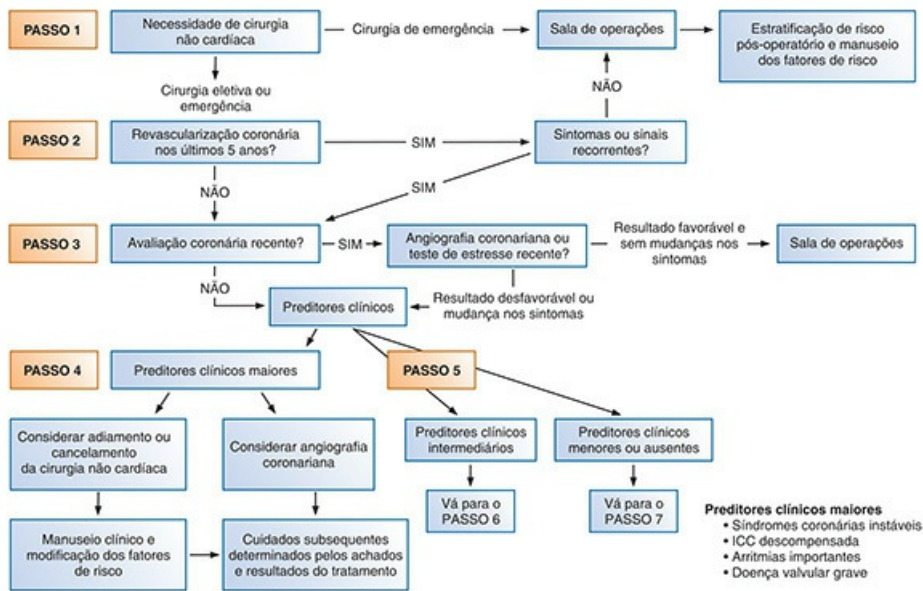 PASSO 1
Necessidade de cirurgia
não cardíaca
Cirurgia de emergência
Sala de operações
Estratificação de risco
pós-operatório e manuseio
dos fatores de risco
Cirurgia eletiva ou
emergência
NÃO
PASSO 2
Revascularização coronária
nos últimos 5 anos?
SIM
Sintomas ou sinais
recorrentes?
NÃO
SIM
PASSO 3
Avaliação coronária recente?
SIM
Angiografia coronariana ou
teste de estresse recente?
Resultado favorável e
sem mudanças nos
sintomas
Sala de operações
NÃO
Preditores clínicos
Resultado desfavorável ou
mudança nos sintomas
PASSO 4
Preditores clínicos maiores
PASSO 5
Considerar adiamento ou
cancelamento
da cirurgia não cardíaca
Considerar angiografia
coronariana
Preditores clínicos
intermediários
Preditores clínicos
menores ou ausentes
Manuseio clínico e
modificação dos fatores
de risco
Cuidados subsequentes
determinados pelos achados
e resultados do tratamento
Vá para o
PASSO 6
Vá para o
PASSO 7
Preditores clínicos maiores
• Síndromes coronárias instáveis
• ICC descompensada
• Arritmias importantes
• Doença valvular grave